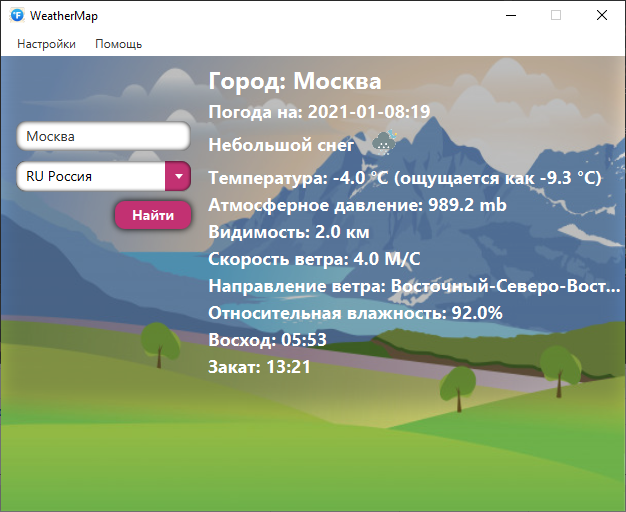 WeatherMap
Настройки Помощь
Город: Москва
Погода на: 2021-01-08:19
Москва
Небольшой снег
RU Россия
Температура: -4.0 °C (ощущается как -9.3 °C)
Атмосферное давление: 989.2 mb
Найти
Видимость: 2.0 км
Скорость ветра: 4.0 М/С
Направление ветра: Восточный-Северо-Вост...
Относительная влажность: 92.0%
Восход: 05:53
Закат: 13:21